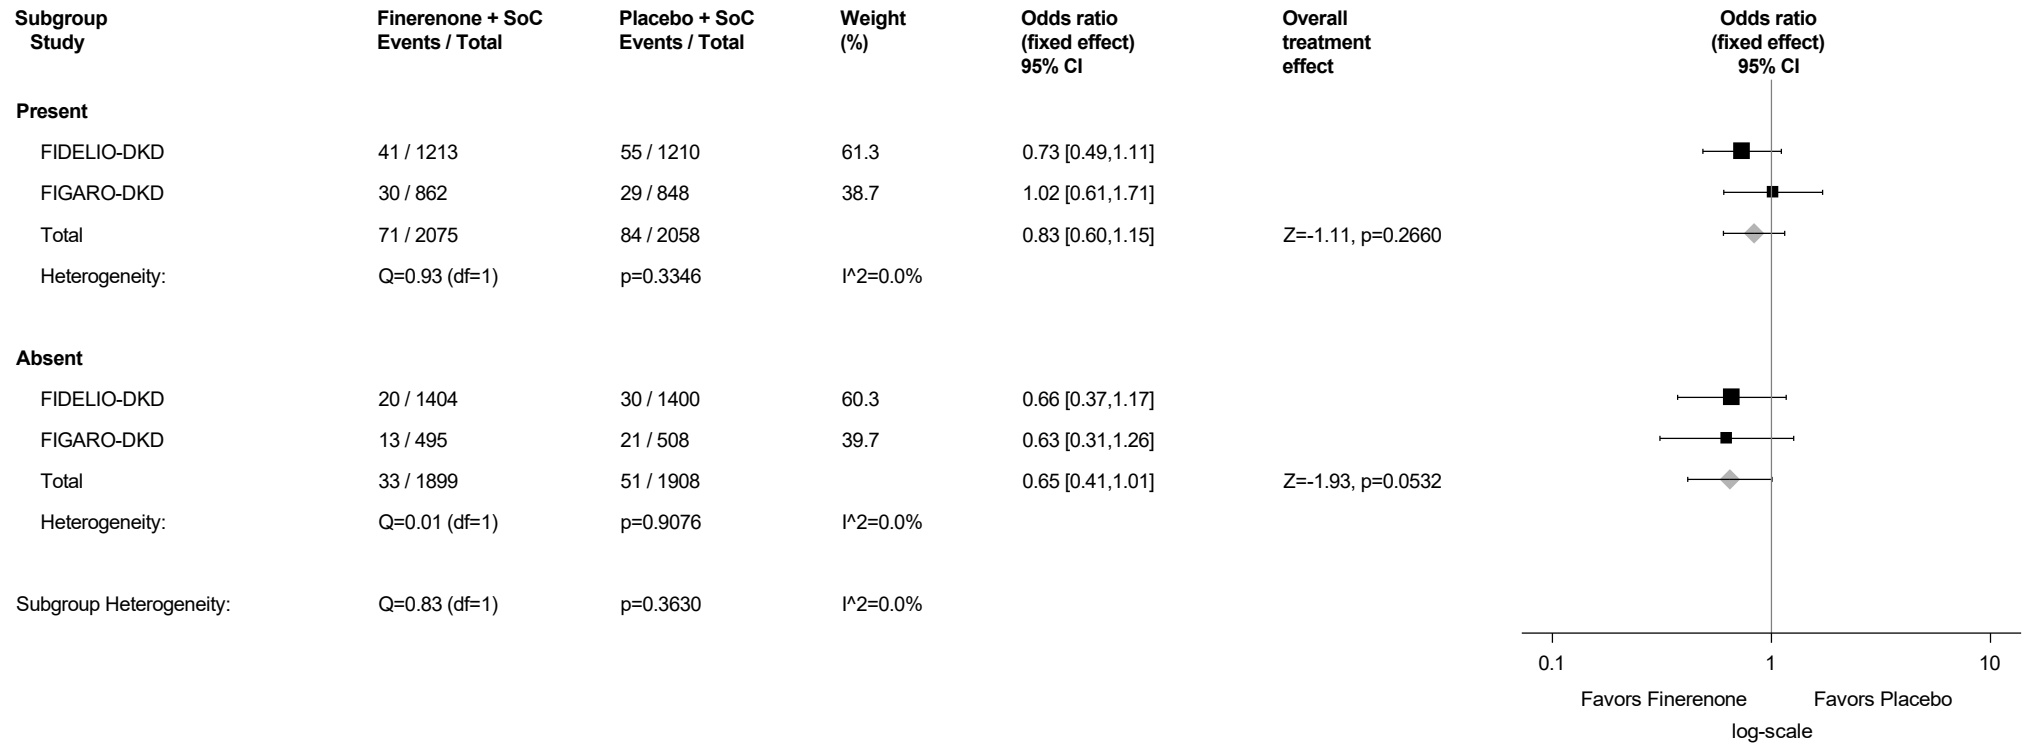 Subgroup Finerenone + SoC Placebo + SoC Weight Odds ratio Overall Odds ratio
Study Events / Total Events / Total (%) (fixed effect) treatment (fixed effect)
95% CI effect 95% CI
Present
FIDELIO-DKD 41 / 1213 55 / 1210 61.3 0.73 [0.49,1.11]
FIGARO-DKD 30 / 862 29 / 848 38.7 1.02 [0.61,1.71]
Total 71 / 2075 84 / 2058 0.83 [0.60,1.15] Z=-1.11, p=0.2660
Heterogeneity: Q=0.93 (df=1) p=0.3346 I^2=0.0%
Absent
FIDELIO-DKD 20 / 1404 30 / 1400 60.3 0.66 [0.37,1.17]
FIGARO-DKD 13 / 495 21 / 508 39.7 0.63 [0.31,1.26]
Total 33 / 1899 51 / 1908 0.65 [0.41,1.01] Z=-1.93, p=0.0532
Heterogeneity: Q=0.01 (df=1) p=0.9076 I^2=0.0%
Subgroup Heterogeneity: Q=0.83 (df=1) p=0.3630 I^2=0.0%
0.1 1 10
Favors Finerenone Favors Placebo
log-scale